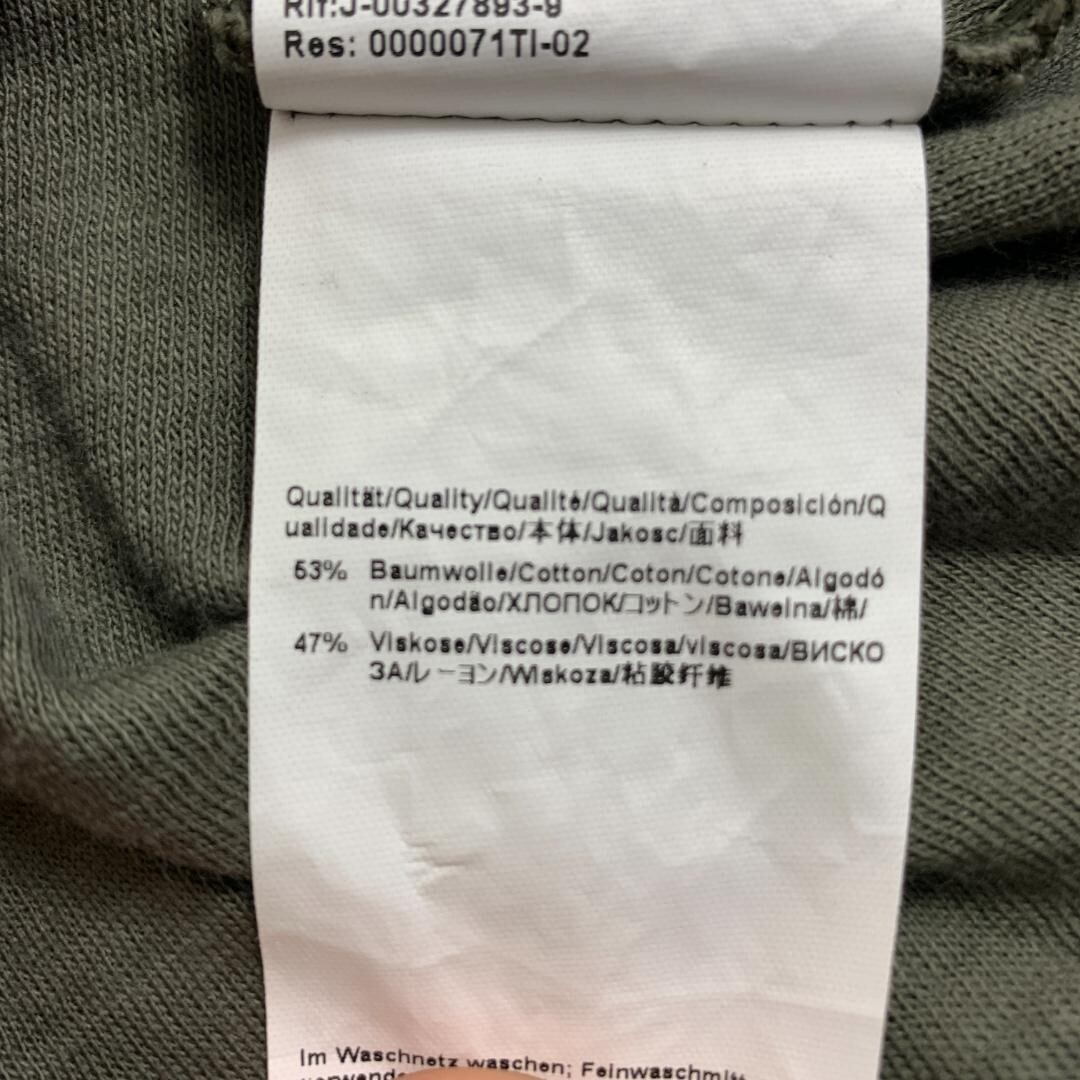 Rif:J-00327893-9
Res: 0000071TI-02
Qualität/Quality/Qualité/Qualità/Composición/Q
ualidade/Качество/本体/Jakosc/面料
53% Baumwolle/Cotton/Coton/Cotone/Algodó
n/Algodão/ХЛОПОК/コットン/Bawelna/棉/
47% Viskose/Viscose/Viscosa/viscosa/ВИСКО
ЗА/レーヨン/Wiskoza/粘胶纤维
Im Waschnetz waschen; Feinwaschmitt